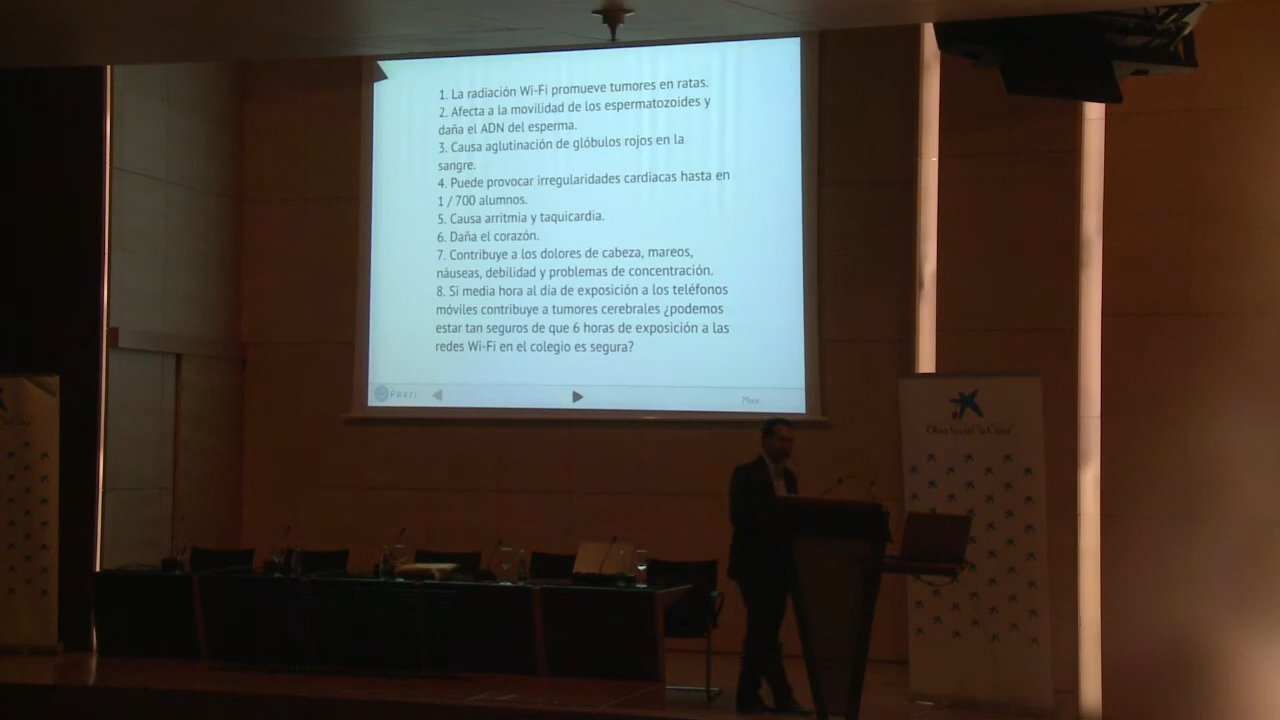 1. La radiación Wi-Fi promueve tumores en ratas.
2. Afecta a la movilidad de los espermatozoides y
daña el ADN del esperma.
3. Causa aglutinación de glóbulos rojos en la
sangre.
4. Puede provocar irregularidades cardiacas hasta en
1 / 700 alumnos.
5. Causa arritmia y taquicardia.
6. Daña el corazón.
7. Contribuye a los dolores de cabeza, mareos,
náuseas, debilidad y problemas de concentración.
8. Si media hora al día de exposición a los teléfonos
móviles contribuye a tumores cerebrales ¿podemos
estar tan seguros de que 6 horas de exposición a las
redes Wi-Fi en el colegio es segura?
Prezi
More
Obra Social "la Caixa"